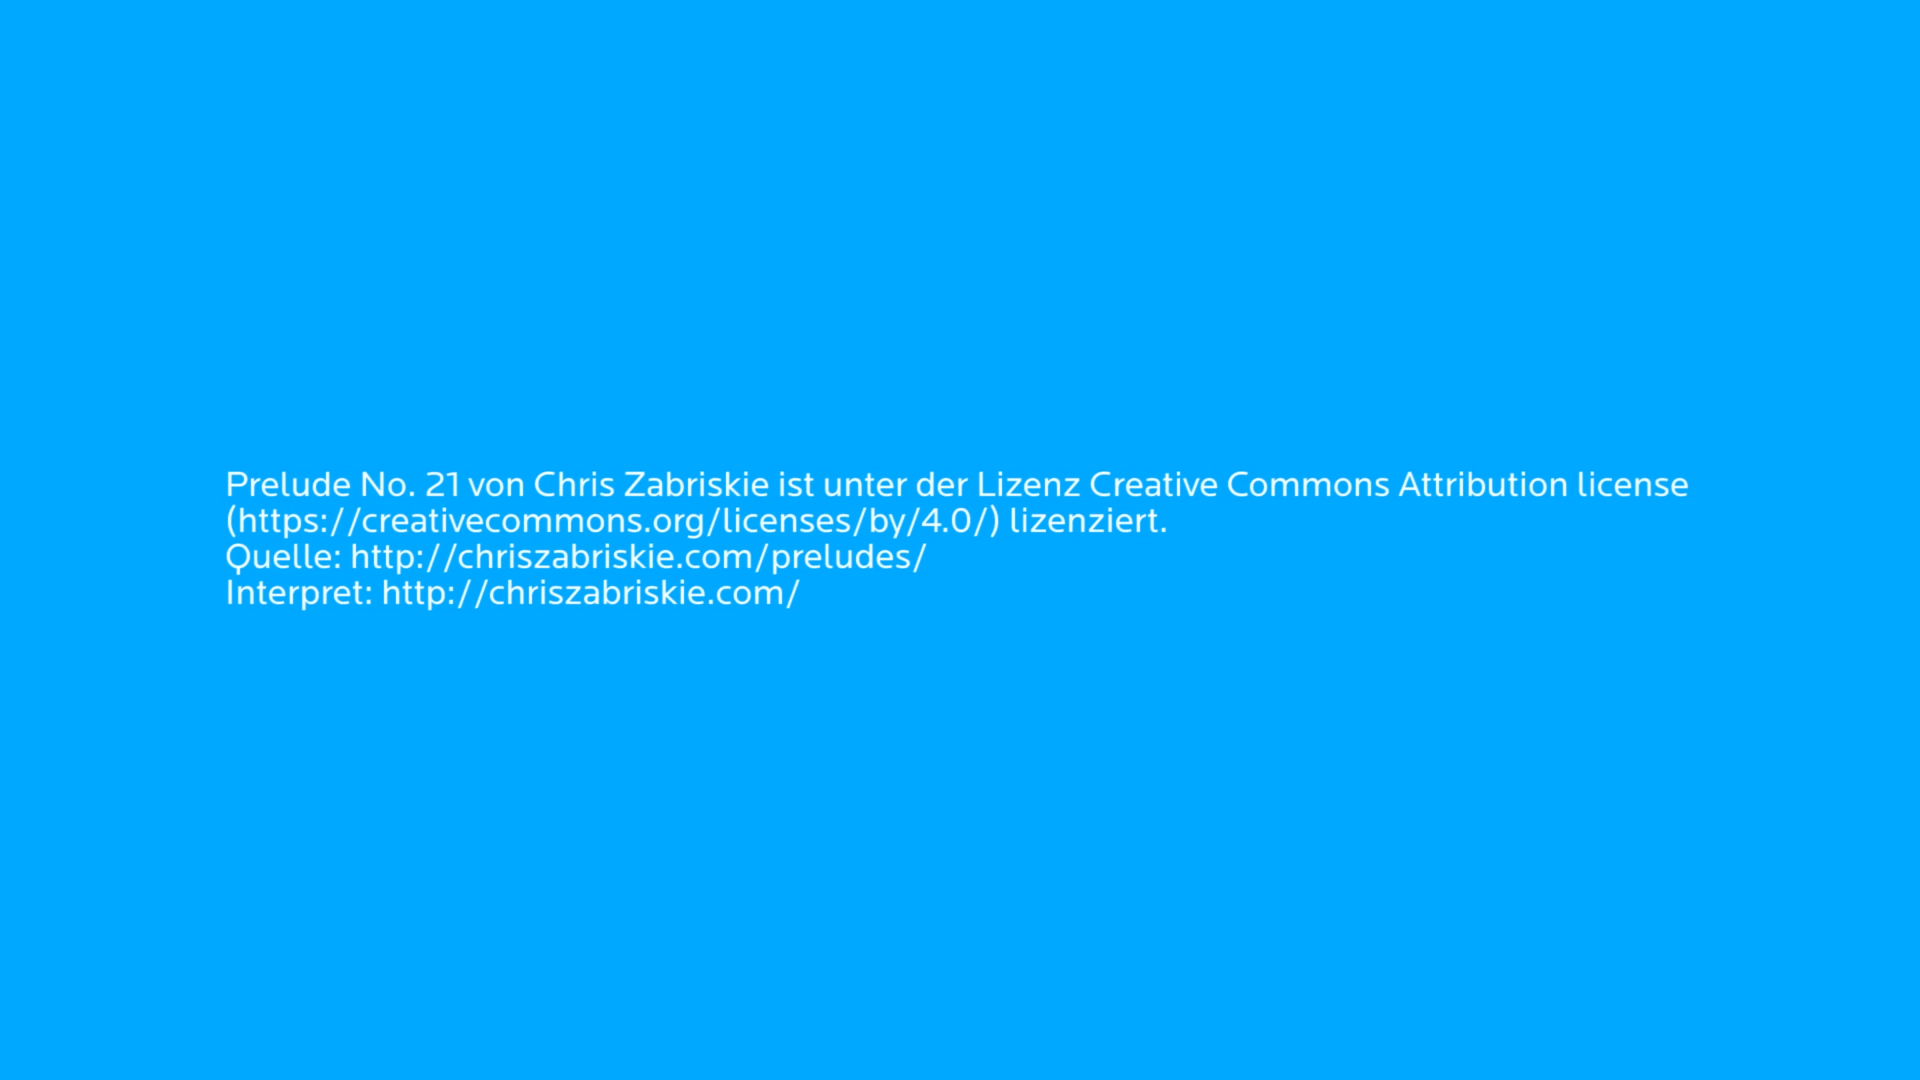 Prelude No. 21 von Chris Zabriskie ist unter der Lizenz Creative Commons Attribution license
(https://creativecommons.org/licenses/by/4.0/) lizenziert.
Quelle: http://chriszabriskie.com/preludes/
Interpret: http://chriszabriskie.com/